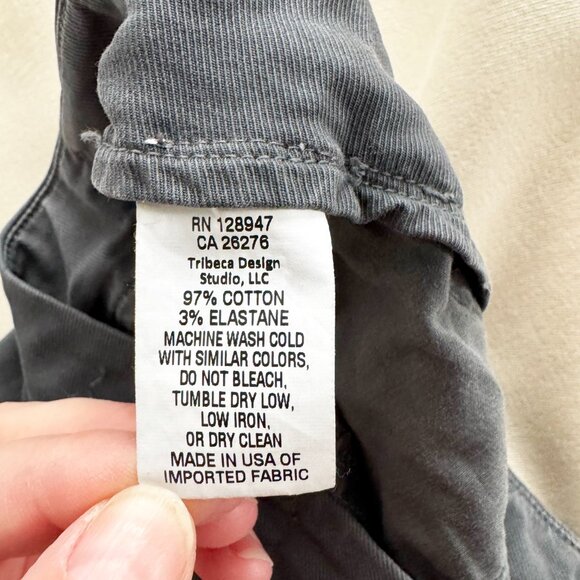 RN 128947
CA 26276
Tribeca Design
Studio, LLC
97% COTTON
3% ELASTANE
MACHINE WASH COLD
WITH SIMILAR COLORS,
DO NOT BLEACH,
TUMBLE DRY LOW,
LOW IRON,
OR DRY CLEAN
MADE IN USA OF
IMPORTED FABRIC